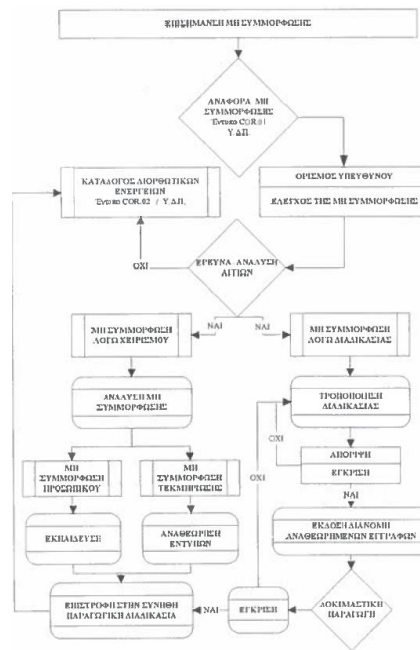 ΕΠΙΣΗΜΑΝΣΗ ΜΗ ΣΥΜΜΟΡΦΩΣΗΣ
ΑΝΑΦΟΡΑ ΜΗ
ΣΥΜΜΟΡΦΩΣΗΣ
Έντυπο COR.01
Υ.Δ.Π.
ΚΑΤΑΛΟΓΟΣ ΔΙΟΡΘΩΤΙΚΩΝ
ΕΝΕΡΓΕΙΩΝ
Έντυπο COR.02 / Υ.Δ.Π.
ΟΡΙΣΜΟΣ ΥΠΕΥΘΥΝΟΥ
ΕΛΕΓΧΟΣ ΤΗΣ ΜΗ ΣΥΜΜΟΡΦΩΣΗΣ
ΟΧΙ
ΕΡΕΥΝΑ ΑΝΑΛΥΣΗ
ΑΙΤΙΩΝ
ΜΗ ΣΥΜΜΟΡΦΩΣΗ
ΛΟΓΩ ΧΕΙΡΙΣΜΟΥ
ΝΑΙ
ΝΑΙ
ΜΗ ΣΥΜΜΟΡΦΩΣΗ
ΛΟΓΩ ΔΙΑΔΙΚΑΣΙΑΣ
ΑΝΑΛΥΣΗ ΜΗ
ΣΥΜΜΟΡΦΩΣΗΣ
ΤΡΟΠΟΠΟΙΗΣΗ
ΔΙΑΔΙΚΑΣΙΑΣ
ΟΧΙ
ΑΠΟΡΙΨΗ
ΕΓΚΡΙΣΗ
ΜΗ
ΣΥΜΜΟΡΦΩΣΗ
ΠΡΟΣΩΠΙΚΟΥ
ΜΗ
ΣΥΜΜΟΡΦΩΣΗ
ΤΕΚΜΗΡΙΩΣΗΣ
ΟΧΙ
ΝΑΙ
ΕΚΠΑΙΔΕΥΣΗ
ΑΝΑΘΕΩΡΗΣΗ
ΕΝΤΥΠΩΝ
ΕΚΔΟΣΗ ΔΙΑΝΟΜΗ
ΑΝΑΘΕΩΡΗΜΕΝΩΝ ΕΓΓΡΑΦΩΝ
ΕΠΙΣΤΡΟΦΗ ΣΤΗΝ ΣΥΝΗΘΗ
ΠΑΡΑΓΩΓΙΚΗ ΔΙΑΔΙΚΑΣΙΑ
ΝΑΙ
ΕΓΚΡΙΣΗ
ΔΟΚΙΜΑΣΤΙΚΗ
ΠΑΡΑΓΩΓΗ